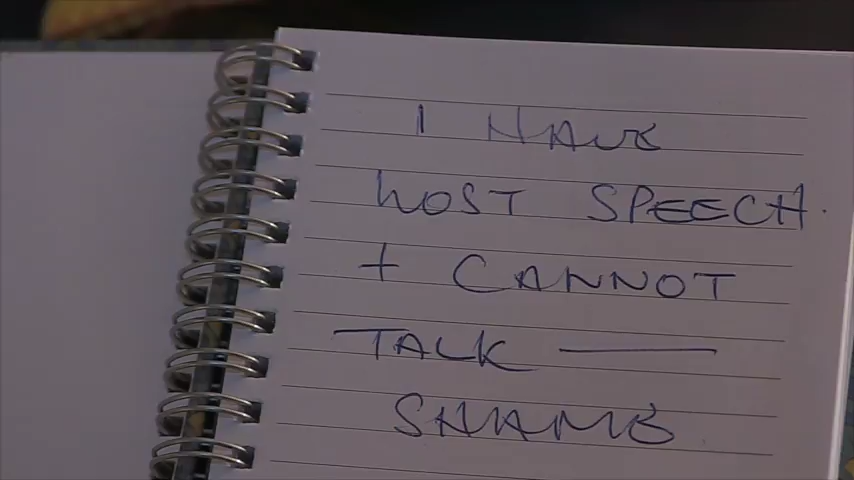 I HAVE
LOST SPEECH.
+ CANNOT
TALK —
SHAME.